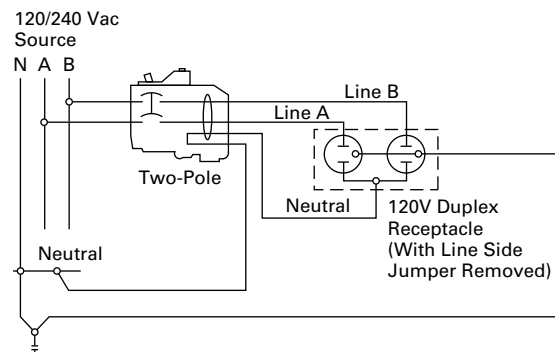 120/240 Vac
Source
N A B
Line B
Line A
Two-Pole
Neutral
120V Duplex
Receptacle
(With Line Side
Jumper Removed)
Neutral